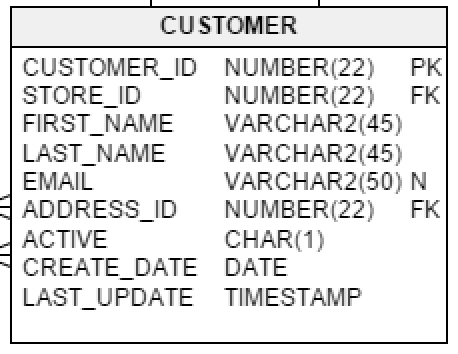 CUSTOMER
CUSTOMER_ID NUMBER(22) PK
STORE_ID NUMBER(22) FK
FIRST_NAME VARCHAR2(45)
LAST_NAME VARCHAR2(45)
EMAIL VARCHAR2(50) N
ADDRESS_ID NUMBER(22) FK
ACTIVE CHAR(1)
CREATE_DATE DATE
LAST_UPDATE TIMESTAMP